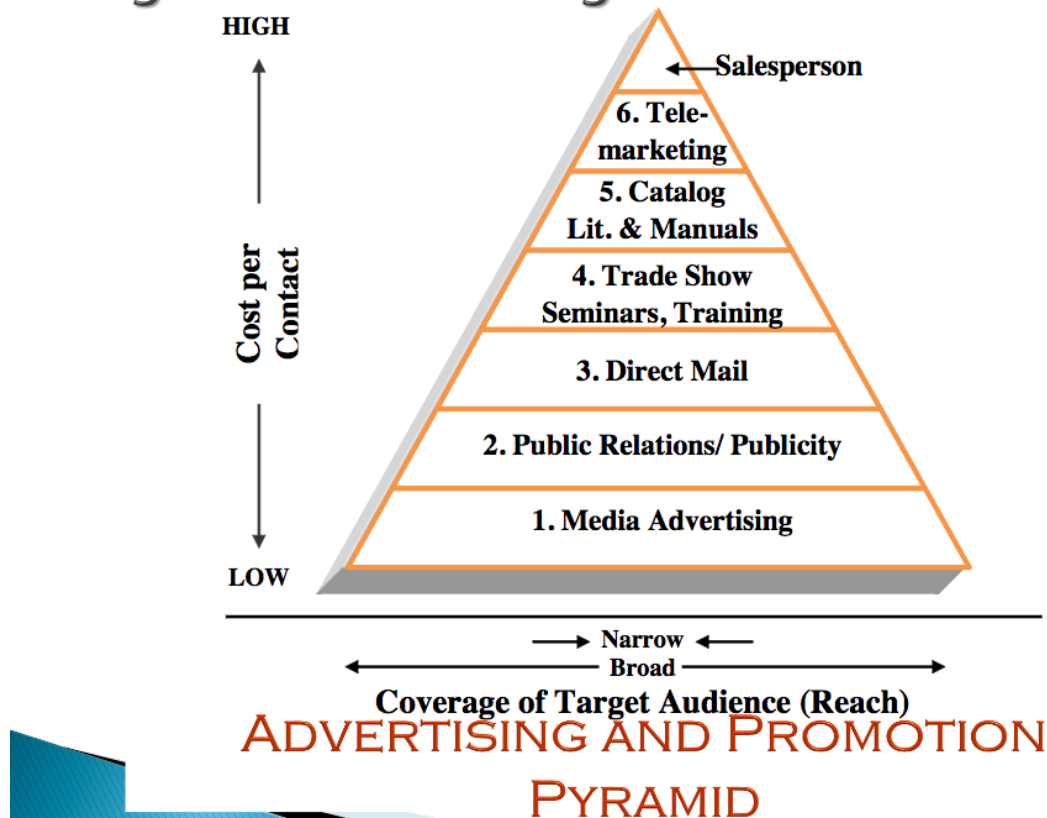 HIGH
Salesperson
6. Tele-
marketing
5. Catalog
Lit. & Manuals
4. Trade Show
Seminars, Training
Cost per
Contact
3. Direct Mail
2. Public Relations/ Publicity
1. Media Advertising
LOW
Narrow
Broad
Coverage of Target Audience (Reach)
ADVERTISING AND PROMOTION
PYRAMID